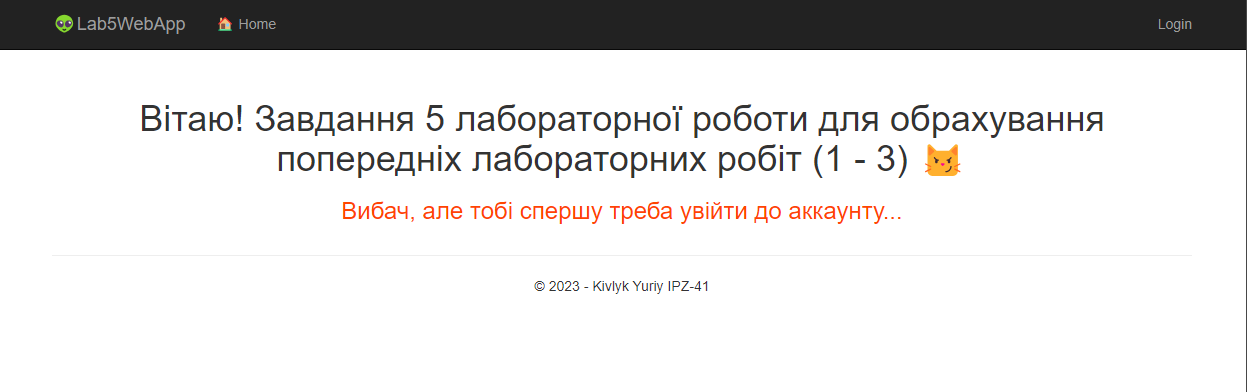 👽Lab5WebApp 🏠 Home Login
Вітаю! Завдання 5 лабораторної роботи для обрахування
попередніх лабораторних робіт (1 - 3) 😼
Вибач, але тобі спершу треба увійти до аккаунту...
© 2023 - Kivlyk Yuriy IPZ-41